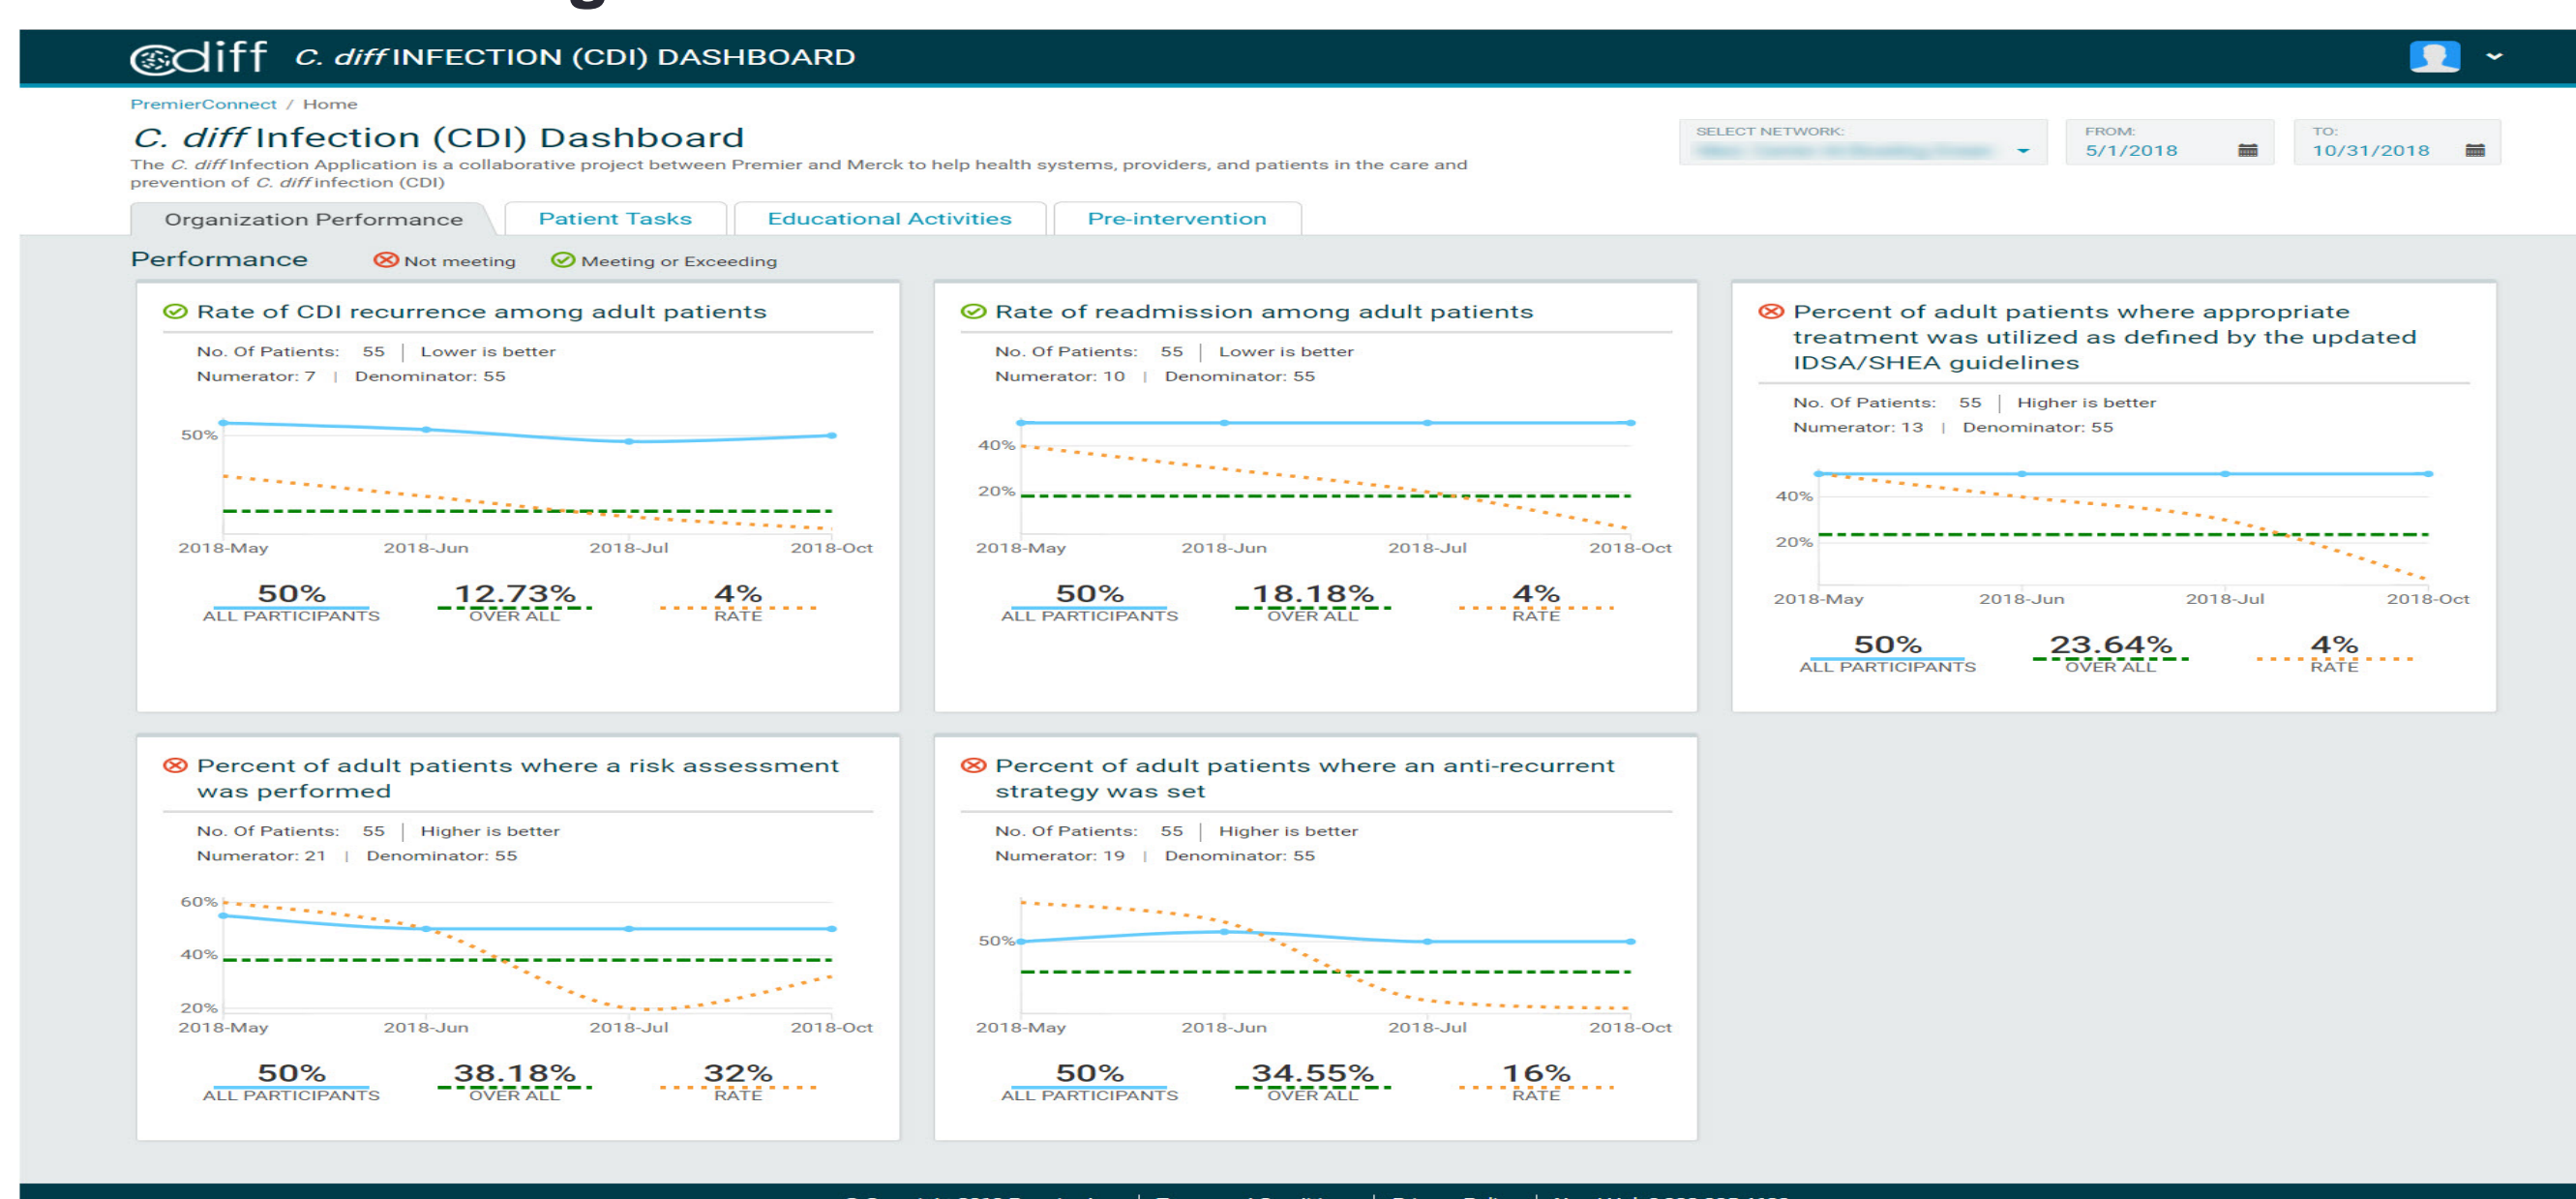 cdiff C. diff INFECTION (CDI) DASHBOARD
PremierConnect / Home
C. diff Infection (CDI) Dashboard
The C. diff Infection Application is a collaborative project between Premier and Merck to help health systems, providers, and patients in the care and
prevention of C. diff infection (CDI)
SELECT NETWORK:
FROM:
5/1/2018
TO:
10/31/2018
Organization Performance
Patient Tasks
Educational Activities
Pre-intervention
Performance
Not meeting
Meeting or Exceeding
Rate of CDI recurrence among adult patients
No. Of Patients: 55 | Lower is better
Numerator: 7 | Denominator: 55
50%
2018-May 2018-Jun 2018-Jul 2018-Oct
50% 12.73% 4%
ALL PARTICIPANTS OVER ALL RATE
Rate of readmission among adult patients
No. Of Patients: 55 | Lower is better
Numerator: 10 | Denominator: 55
40%
20%
2018-May 2018-Jun 2018-Jul 2018-Oct
50% 18.18% 4%
ALL PARTICIPANTS OVER ALL RATE
Percent of adult patients where appropriate
treatment was utilized as defined by the updated
IDSA/SHEA guidelines
No. Of Patients: 55 | Higher is better
Numerator: 13 | Denominator: 55
40%
20%
2018-May 2018-Jun 2018-Jul 2018-Oct
50% 23.64% 4%
ALL PARTICIPANTS OVER ALL RATE
Percent of adult patients where a risk assessment
was performed
No. Of Patients: 55 | Higher is better
Numerator: 21 | Denominator: 55
60%
40%
20%
2018-May 2018-Jun 2018-Jul 2018-Oct
50% 38.18% 32%
ALL PARTICIPANTS OVER ALL RATE
Percent of adult patients where an anti-recurrent
strategy was set
No. Of Patients: 55 | Higher is better
Numerator: 19 | Denominator: 55
50%
2018-May 2018-Jun 2018-Jul 2018-Oct
50% 34.55% 16%
ALL PARTICIPANTS OVER ALL RATE